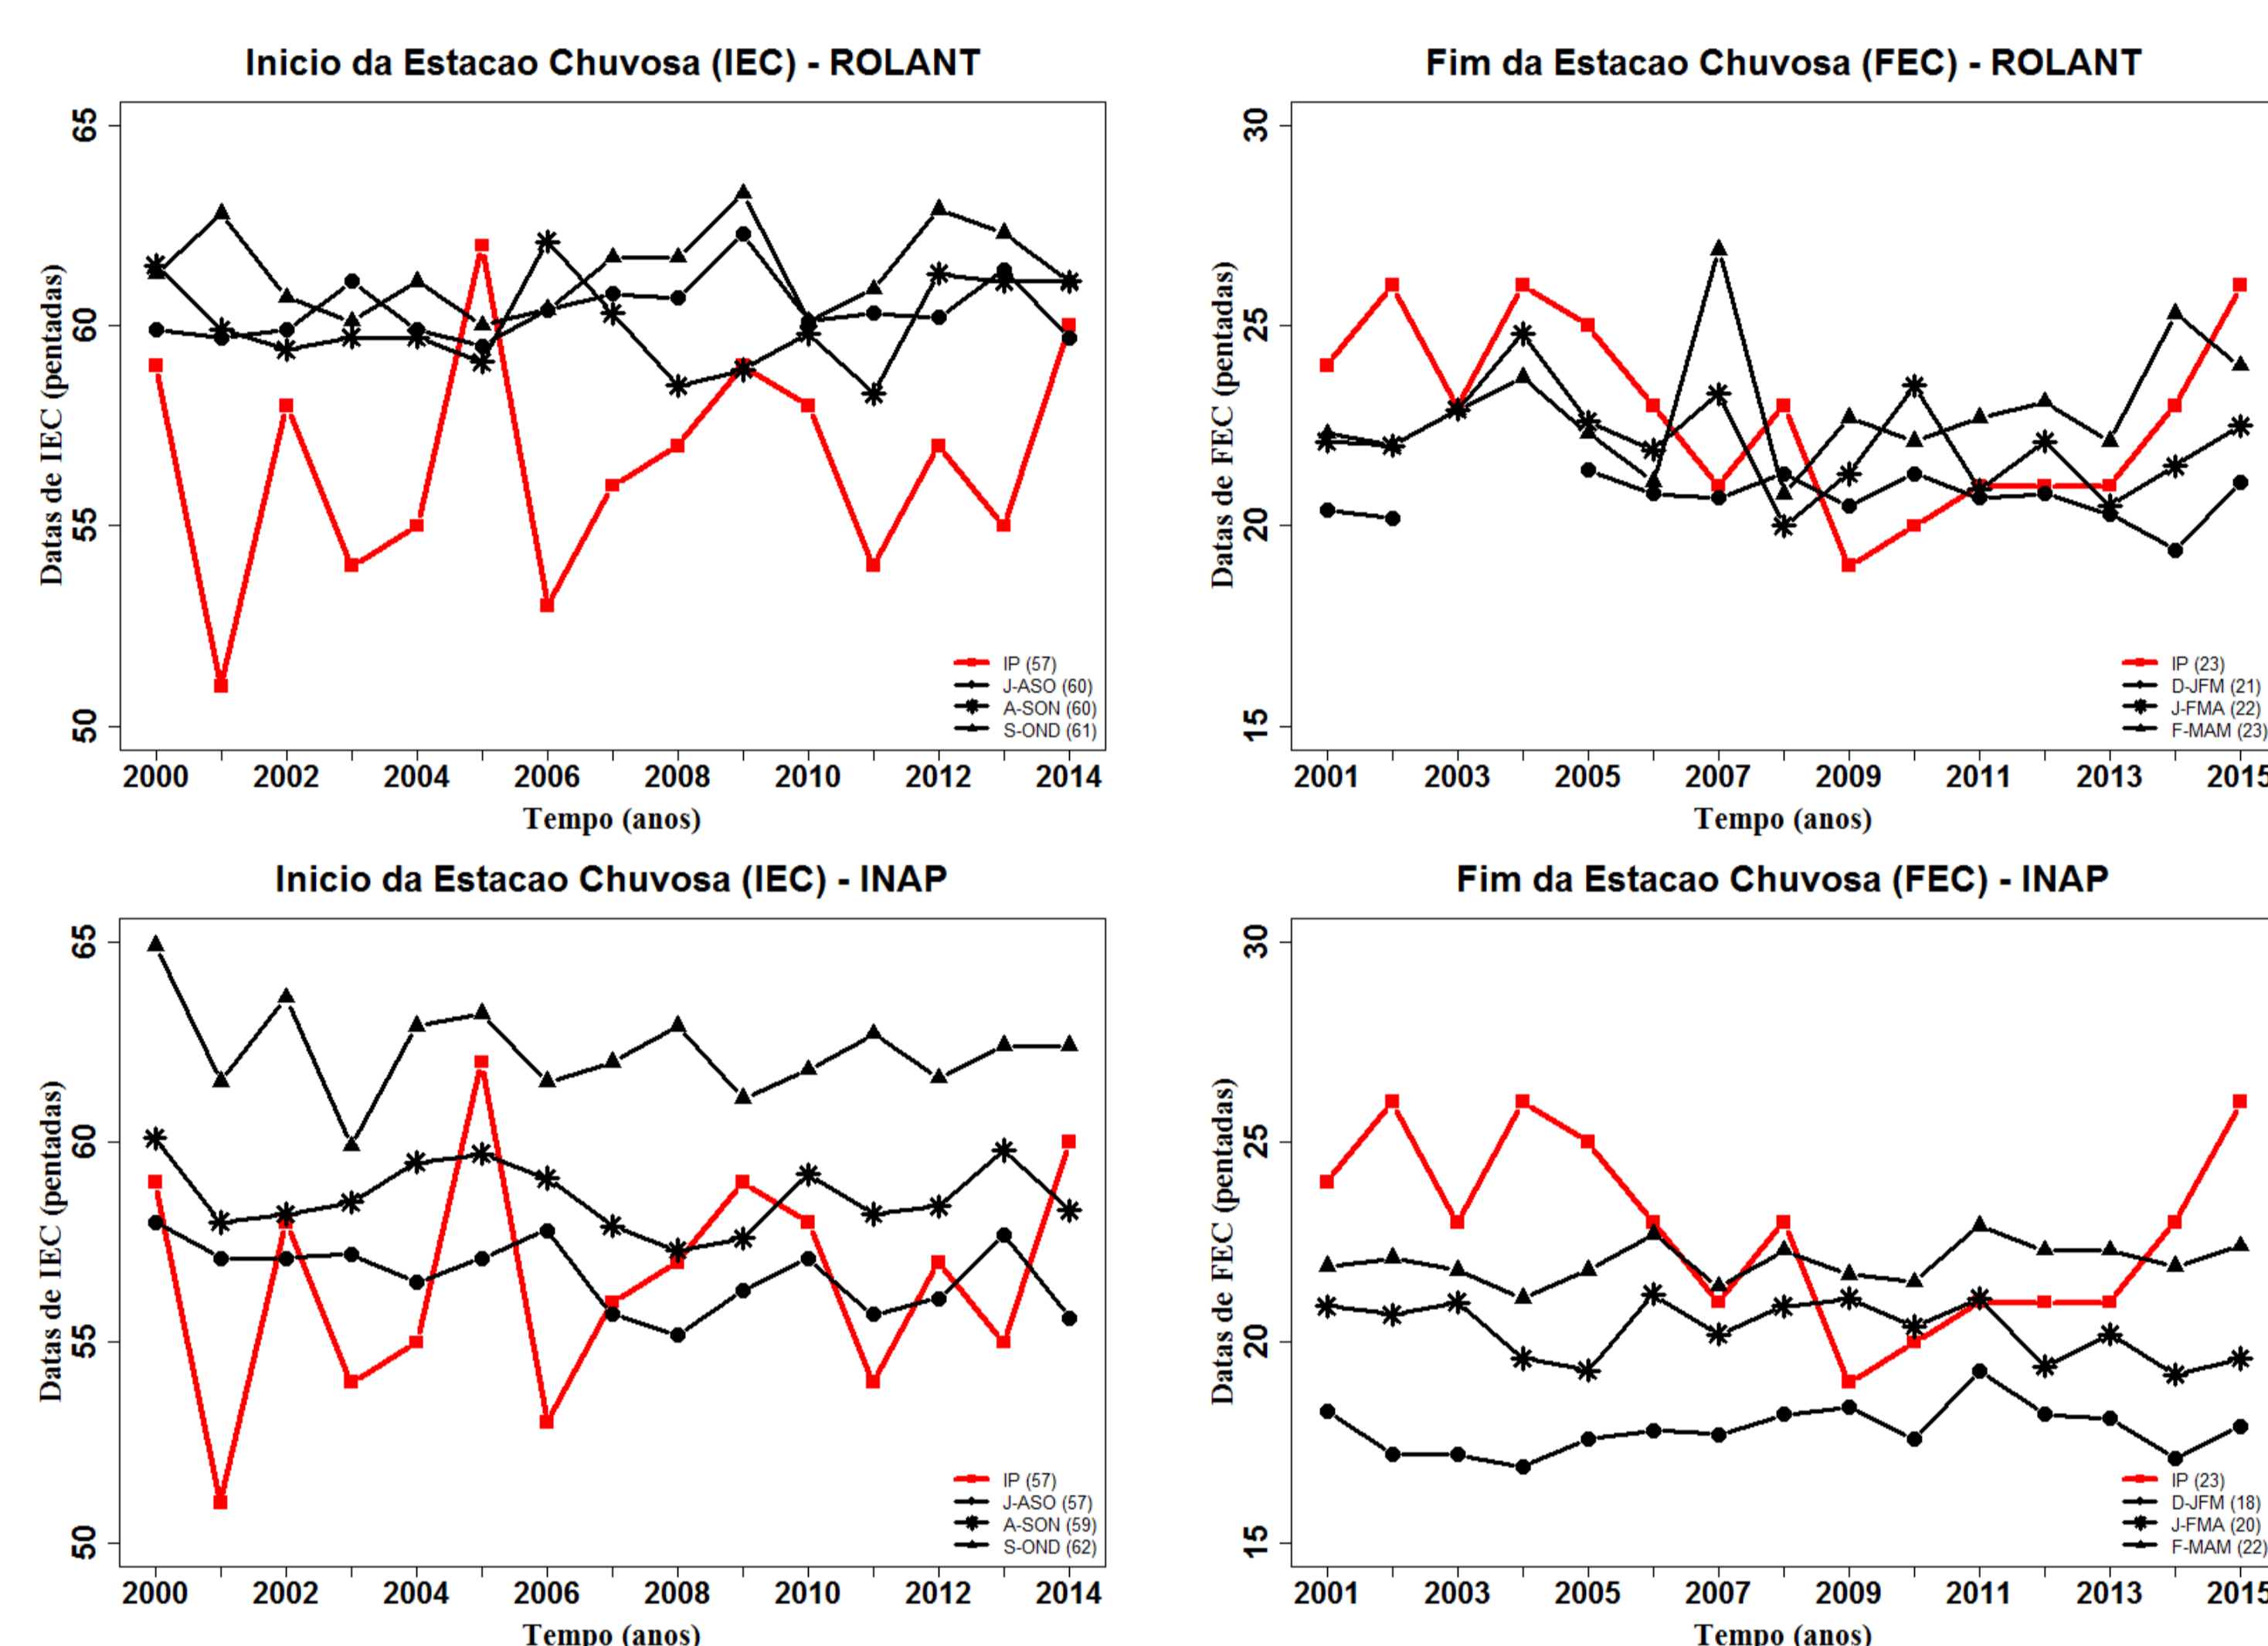 Inicio da Estacao Chuvosa (IEC) - ROLANT
65
60
55
50
Datas de IEC (pentadas)
IP (57)
J-ASO (60)
A-SON (60)
S-OND (61)
2000 2002 2004 2006 2008 2010 2012 2014
Tempo (anos)
Fim da Estacao Chuvosa (FEC) - ROLANT
30
25
20
15
Datas de FEC (pentadas)
IP (23)
D-JFM (21)
J-FMA (22)
F-MAM (23)
2001 2003 2005 2007 2009 2011 2013 2015
Tempo (anos)
Inicio da Estacao Chuvosa (IEC) - INAP
65
60
55
50
Datas de IEC (pentadas)
IP (57)
J-ASO (57)
A-SON (59)
S-OND (62)
2000 2002 2004 2006 2008 2010 2012 2014
Tempo (anos)
Fim da Estacao Chuvosa (FEC) - INAP
30
25
20
15
Datas de FEC (pentadas)
IP (23)
D-JFM (18)
J-FMA (20)
F-MAM (22)
2001 2003 2005 2007 2009 2011 2013 2015
Tempo (anos)